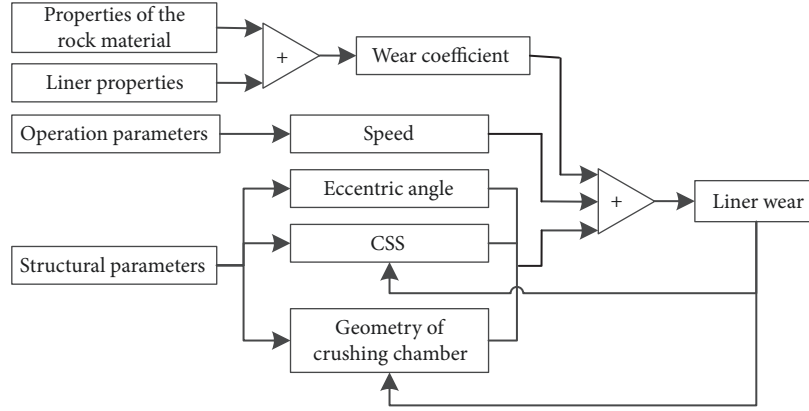 Properties of the
rock material
+
Wear coefficient
Liner properties
Operation parameters
Speed
Eccentric angle
+
Liner wear
CSS
Structural parameters
Geometry of
crushing chamber